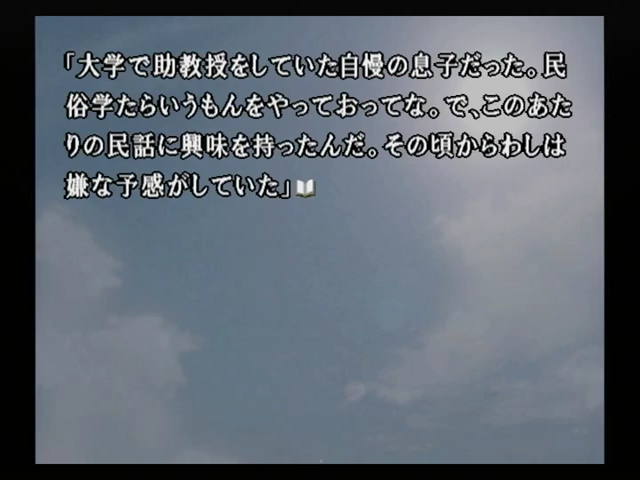 「大学で助教授をしていた自慢の息子だった。民
俗学たらいうもんをやっておってな。で、このあた
りの民話に興味を持ったんだ。その頃からわしは
嫌な予感がしていた」